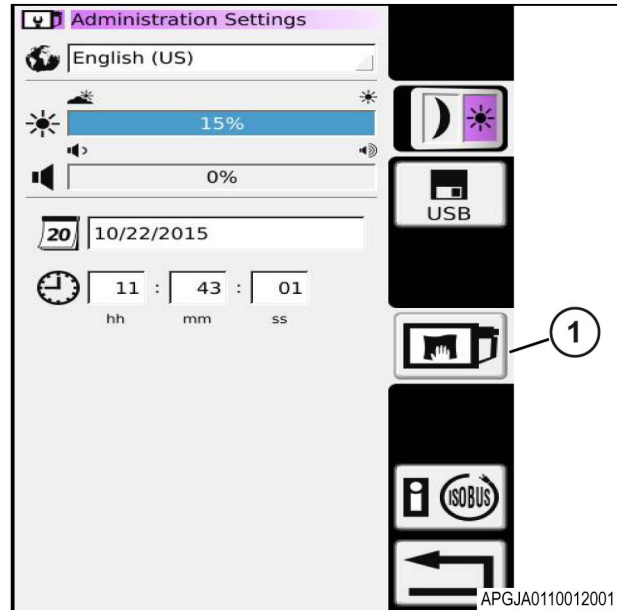 Administration Settings
English (US)
15%
0%
USB
20
10/22/2015
11 : 43 : 01
hh mm ss
1
i ISOBUS
APGJA0110012001